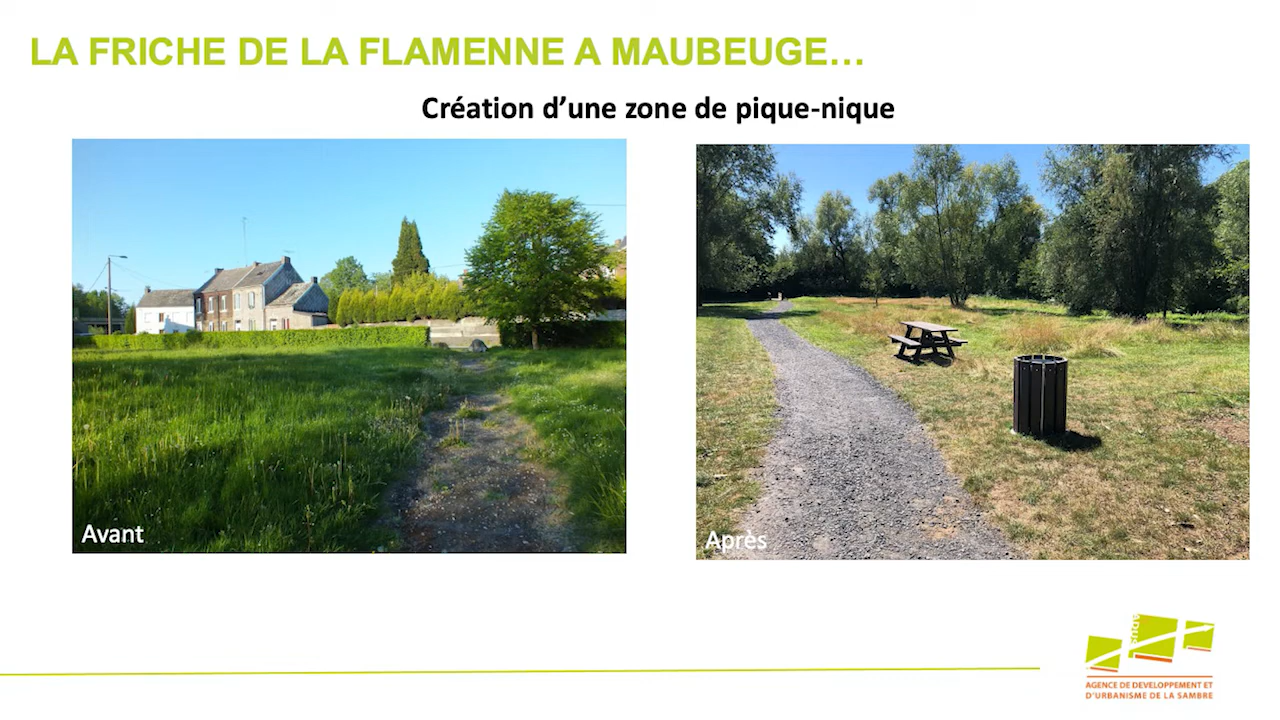 LA FRICHE DE LA FLAMENNE A MAUBEUGE…
Création d'une zone de pique-nique
Avant
Après
ADUS
AGENCE DE DEVELOPPEMENT ET
D'URBANISME DE LA SAMBRE